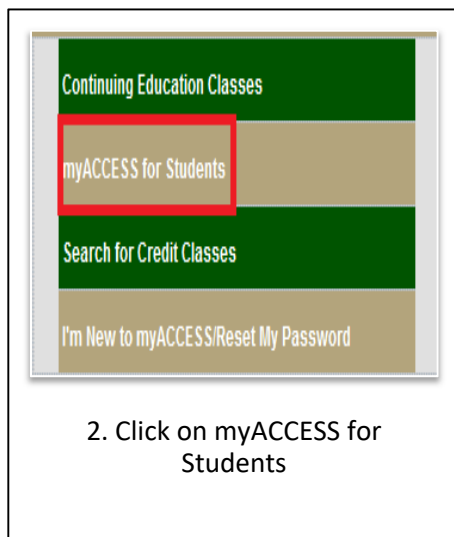 Continuing Education Classes
myACCESS for Students
Search for Credit Classes
I'm New to myACCESS/Reset My Password
2. Click on myACCESS for
Students